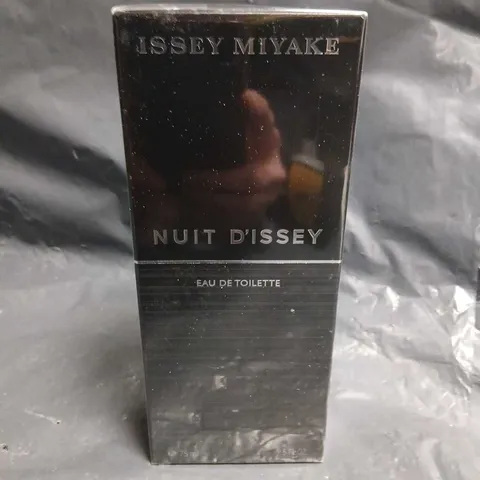 ISSEY MIYAKE
NUIT D'ISSEY
EAU DE TOILETTE